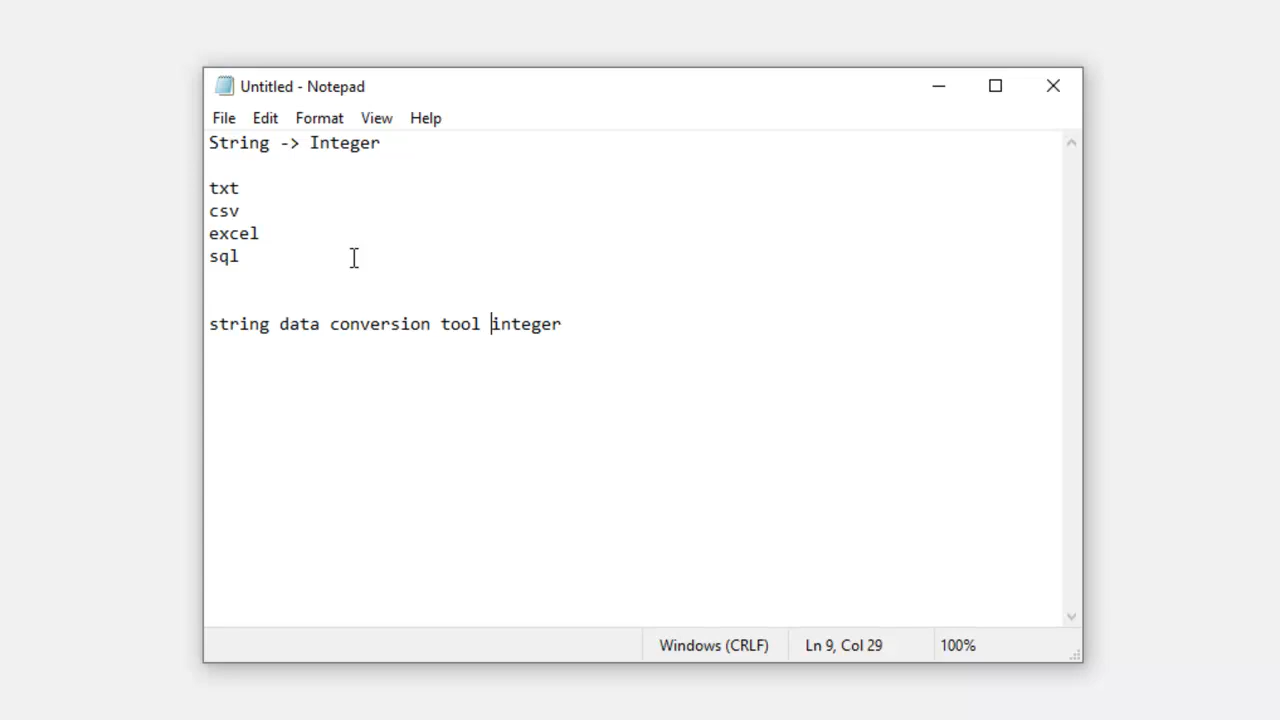 Untitled - Notepad
File Edit Format View Help
String -> Integer
txt
csv
excel
sql
string data conversion tool integer
Windows (CRLF) Ln 9, Col 29 100%